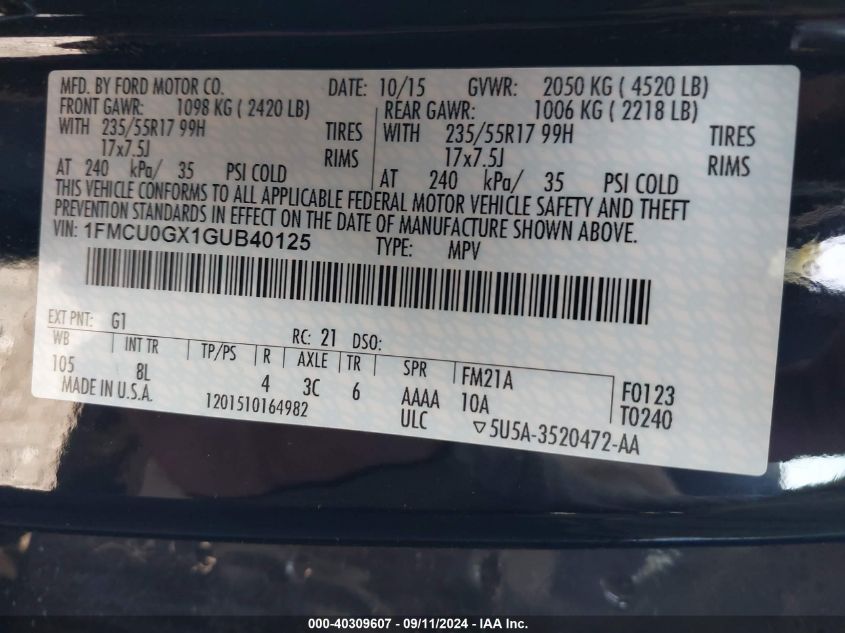 MFD. BY FORD MOTOR CO. DATE: 10/15 GVWR: 2050 KG ( 4520 LB)
FRONT GAWR: 1098 KG ( 2420 LB) REAR GAWR: 1006 KG ( 2218 LB)
WITH 235/55R17 99H TIRES WITH 235/55R17 99H TIRES
17x7.5J RIMS 17x7.5J RIMS
AT 240 kPa/ 35 PSI COLD AT 240 kPa/ 35 PSI COLD
THIS VEHICLE CONFORMS TO ALL APPLICABLE FEDERAL MOTOR VEHICLE SAFETY AND THEFT
PREVENTION STANDARDS IN EFFECT ON THE DATE OF MANUFACTURE SHOWN ABOVE.
VIN: 1FMCU0GX1GUB40125 TYPE: MPV
EXT PNT: G1 RC: 21 DSO:
WB INT TR TP/PS R AXLE TR SPR FM21A F0123
105 8L 4 3C 6 AAAA 10A T0240
MADE IN U.S.A. 1201510164982 ULC ▽5U5A-3520472-AA
000-40309607 - 09/11/2024 - IAA Inc.